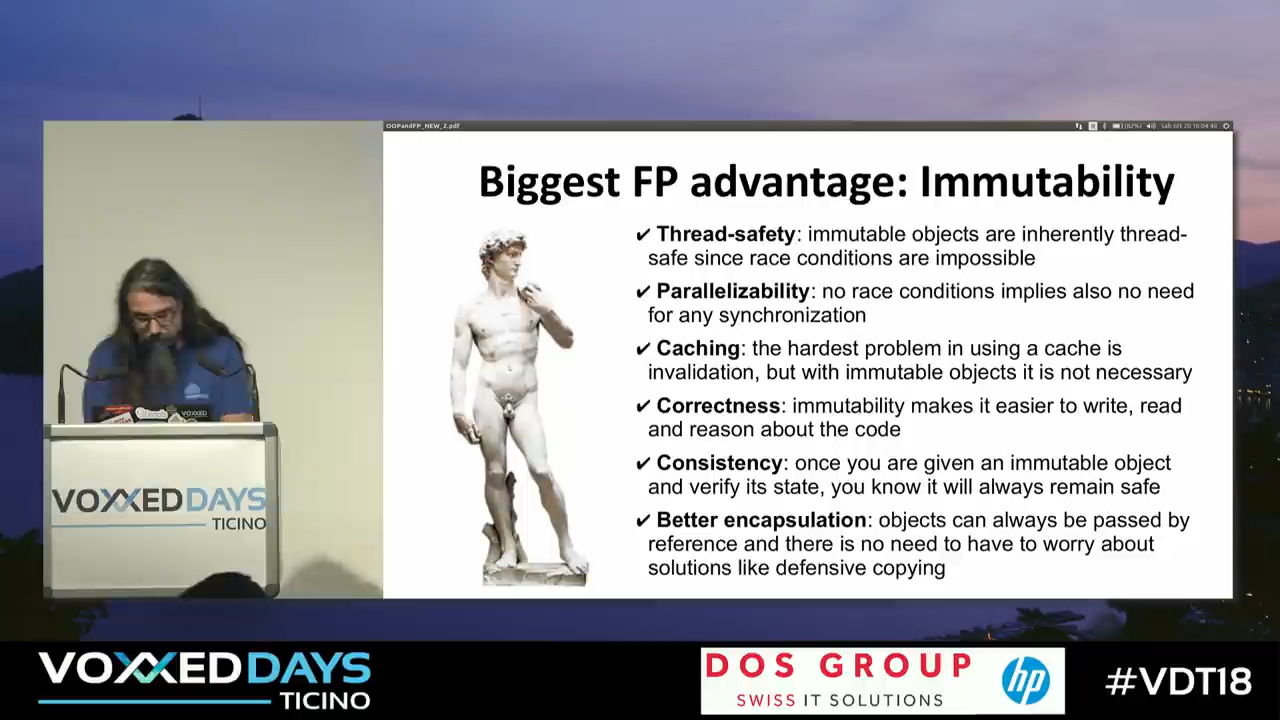 OOPandFP_NEW_2.pdf
Biggest FP advantage: Immutability
✔ Thread-safety: immutable objects are inherently thread-
safe since race conditions are impossible
✔ Parallelizability: no race conditions implies also no need
for any synchronization
✔ Caching: the hardest problem in using a cache is
invalidation, but with immutable objects it is not necessary
✔ Correctness: immutability makes it easier to write, read
and reason about the code
✔ Consistency: once you are given an immutable object
and verify its state, you know it will always remain safe
✔ Better encapsulation: objects can always be passed by
reference and there is no need to have to worry about
solutions like defensive copying
VOXXED
VOXXED DAYS
TICINO
VOXXED DAYS
TICINO
DOS GROUP
SWISS IT SOLUTIONS
hp
#VDT18